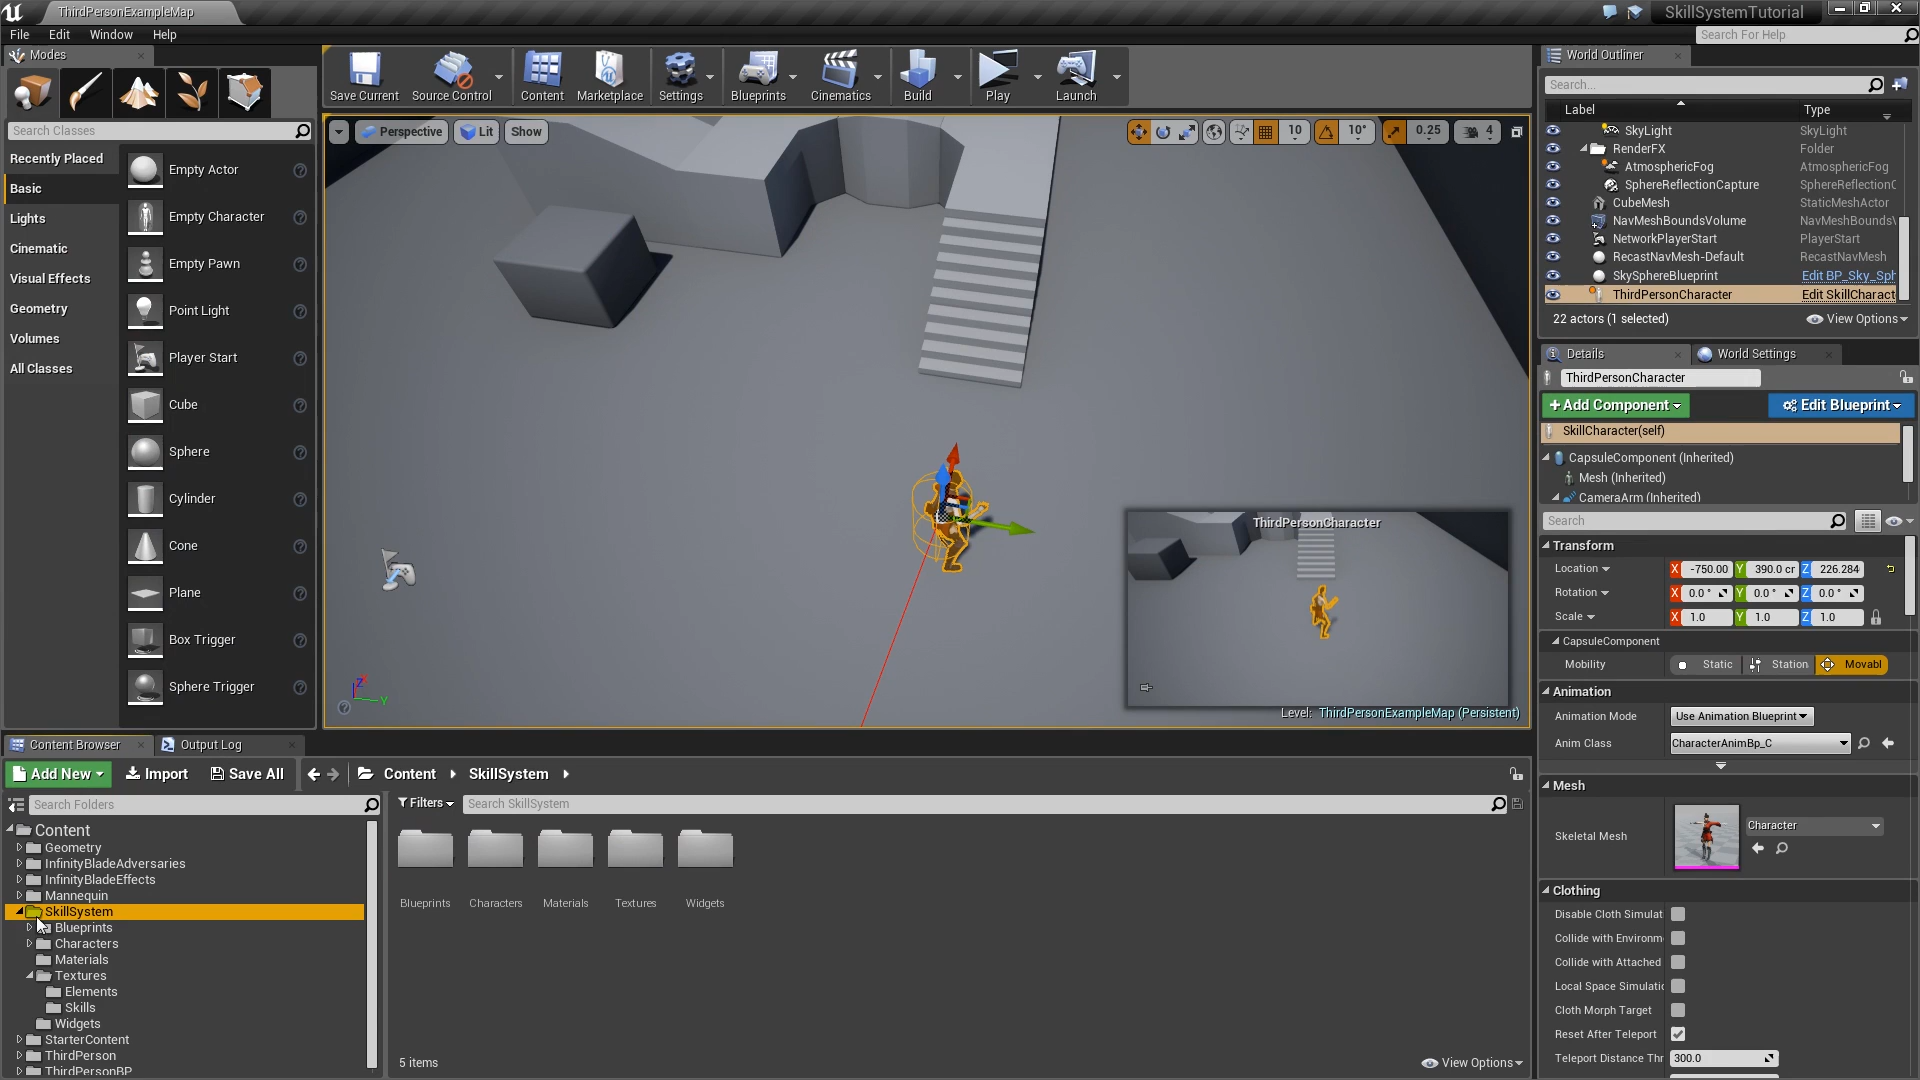 ThirdPersonExampleMap
SkillSystemTutorial
File Edit Window Help
Search For Help
Modes
Search Classes
Recently Placed
Basic
Lights
Cinematic
Visual Effects
Geometry
Volumes
All Classes
Empty Actor
Empty Character
Empty Pawn
Point Light
Player Start
Cube
Sphere
Cylinder
Cone
Plane
Box Trigger
Sphere Trigger
Save Current Source Control Content Marketplace Settings Blueprints Cinematics Build Play Launch
Perspective Lit Show
10 10° 0.25 4
ThirdPersonCharacter
Z
Y
Level: ThirdPersonExampleMap (Persistent)
World Outliner
Search...
Label Type
SkyLight SkyLight
RenderFX Folder
AtmosphericFog AtmosphericFog
SphereReflectionCapture SphereReflectionC
CubeMesh StaticMeshActor
NavMeshBoundsVolume NavMeshBoundsV
NetworkPlayerStart PlayerStart
RecastNavMesh-Default RecastNavMesh
SkySphereBlueprint Edit BP_Sky_Sph
ThirdPersonCharacter Edit SkillCharact
22 actors (1 selected) View Options
Details World Settings
ThirdPersonCharacter
+Add Component Edit Blueprint
SkillCharacter(self)
CapsuleComponent (Inherited)
Mesh (Inherited)
CameraArm (Inherited)
Search
Transform
Location X -750.00 Y 390.0 cr Z 226.284
Rotation X 0.0 ° Y 0.0 ° Z 0.0 °
Scale X 1.0 Y 1.0 Z 1.0
CapsuleComponent
Mobility Static Station Movabl
Animation
Animation Mode Use Animation Blueprint
Anim Class CharacterAnimBp_C
Mesh
Skeletal Mesh Character
Clothing
Disable Cloth Simulat
Collide with Environm
Collide with Attached
Local Space Simulatic
Cloth Morph Target
Reset After Teleport
Teleport Distance Thr 300.0
Content Browser Output Log
Add New Import Save All Content SkillSystem
Search Folders
Content
Geometry
InfinityBladeAdversaries
InfinityBladeEffects
Mannequin
SkillSystem
Blueprints
Characters
Materials
Textures
Elements
Skills
Widgets
StarterContent
ThirdPerson
ThirdPersonBP
Filters Search SkillSystem
Blueprints Characters Materials Textures Widgets
5 items View Options